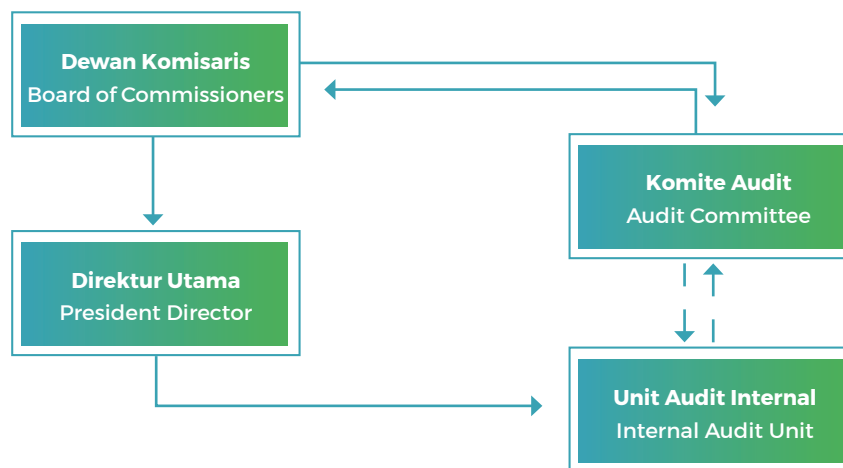 Dewan Komisaris
Board of Commissioners
Komite Audit
Audit Committee
Direktur Utama
President Director
Unit Audit Internal
Internal Audit Unit